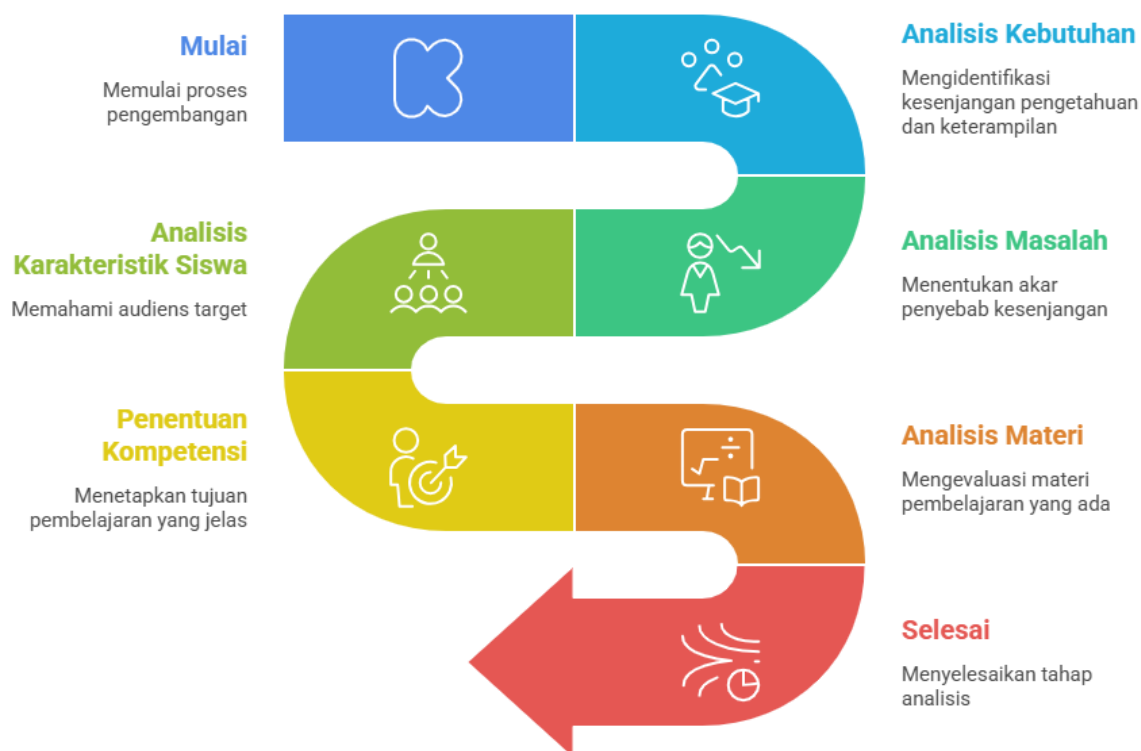 Mulai
Memulai proses
pengembangan
Analisis Kebutuhan
Mengidentifikasi
kesenjangan pengetahuan
dan keterampilan
Analisis Masalah
Menentukan akar
penyebab kesenjangan
Analisis
Karakteristik Siswa
Memahami audiens target
Penentuan
Kompetensi
Menetapkan tujuan
pembelajaran yang jelas
Analisis Materi
Mengevaluasi materi
pembelajaran yang ada
Selesai
Menyelesaikan tahap
analisis